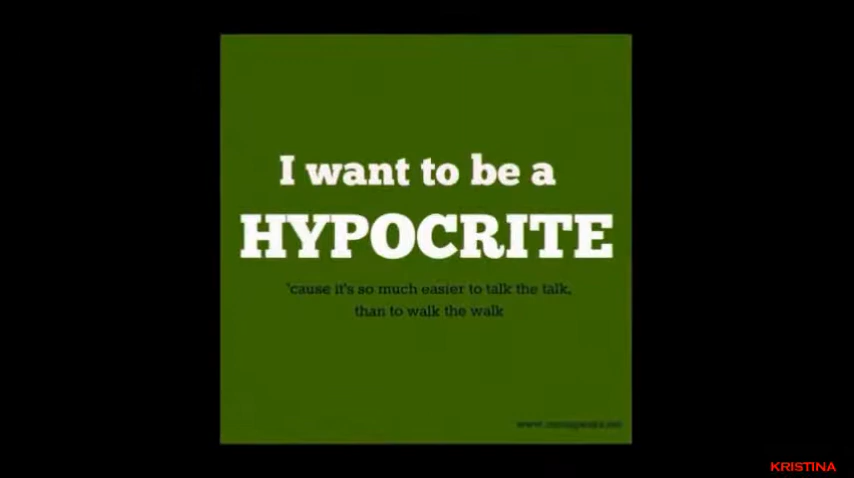 I want to be a
HYPOCRITE
'cause it's so much easier to talk the talk,
than to walk the walk
KRISTINA